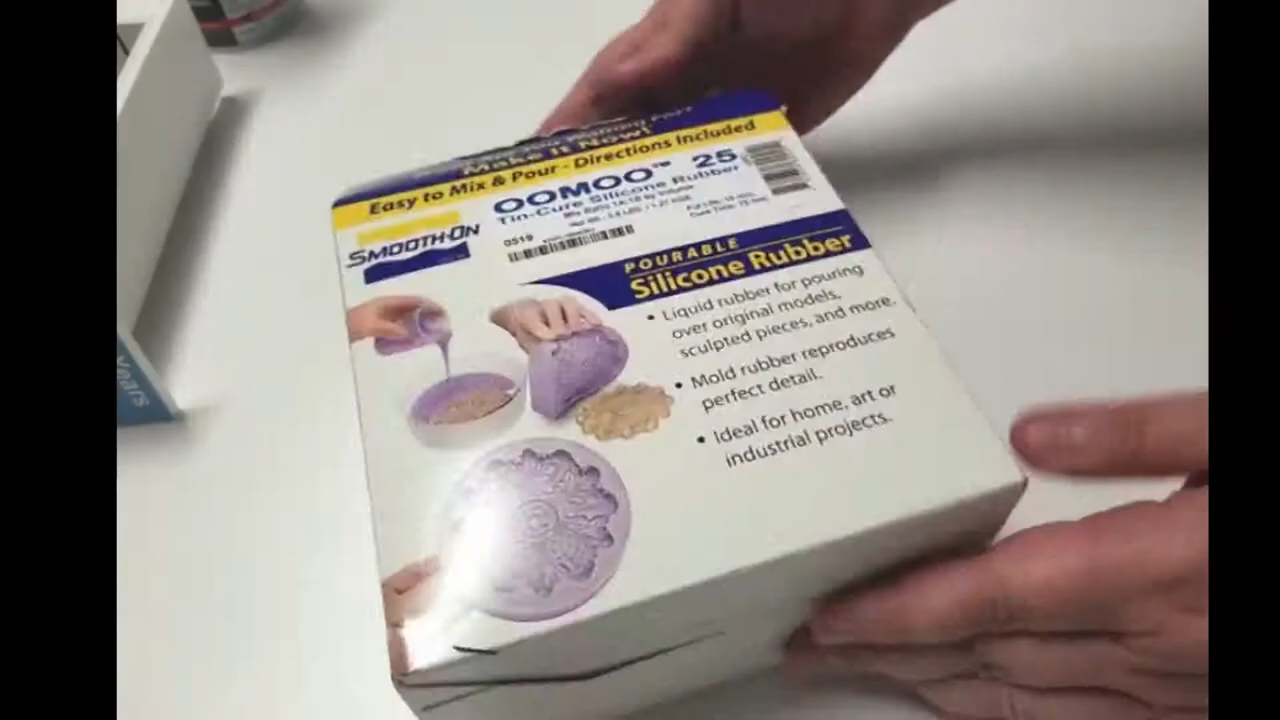 Make It Now!
Easy to Mix & Pour - Directions Included
SMOOTH-ON
OOMOO™ 25
Tin-Cure Silicone Rubber
0519
POURABLE
Silicone Rubber
• Liquid rubber for pouring
over original models,
sculpted pieces, and more.
• Mold rubber reproduces
perfect detail.
• Ideal for home, art or
industrial projects.
Years